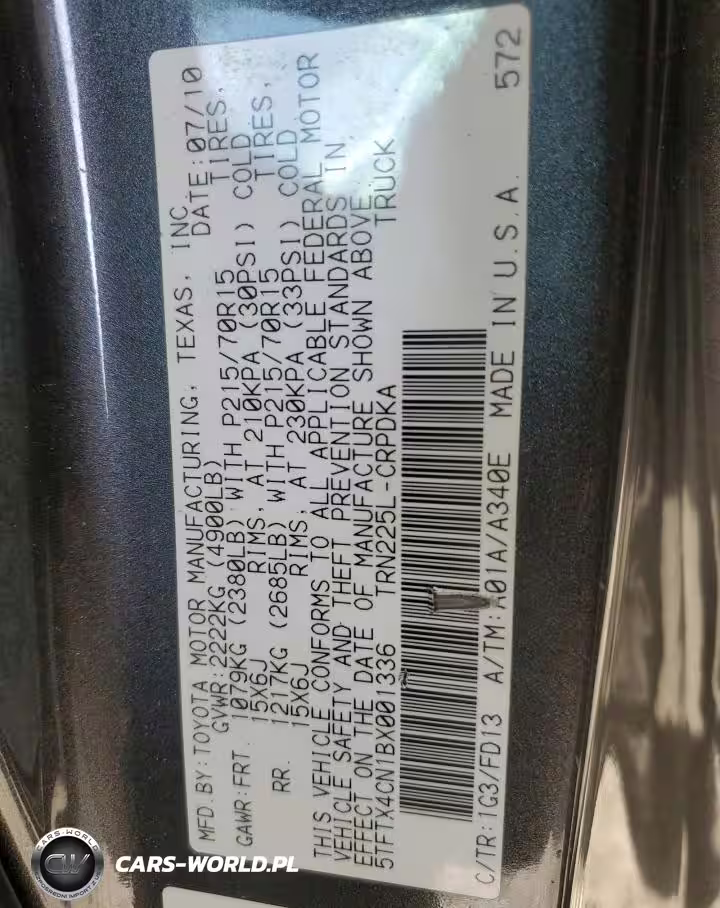 MFD.BY:TOYOTA MOTOR MANUFACTURING, TEXAS, INC.
GVWR:2222KG (4900LB) DATE:07/10
GAWR:FRT. 1079KG (2380LB) WITH P215/70R15 TIRES,
15X6J RIMS, AT 210KPA (30PSI) COLD
RR. 1217KG (2685LB) WITH P215/70R15 TIRES,
15X6J RIMS, AT 230KPA (33PSI) COLD
THIS VEHICLE CONFORMS TO ALL APPLICABLE FEDERAL MOTOR
VEHICLE SAFETY AND THEFT PREVENTION STANDARDS IN
EFFECT ON THE DATE OF MANUFACTURE SHOWN ABOVE.
5TFTX4CN1BX001336 TRN225L-CRPDKA TRUCK
C/TR:1G3/FD13 A/TM:A01A/A340E MADE IN U.S.A. 572
CARS-WORLD
CW
CARS-WORLD.PL